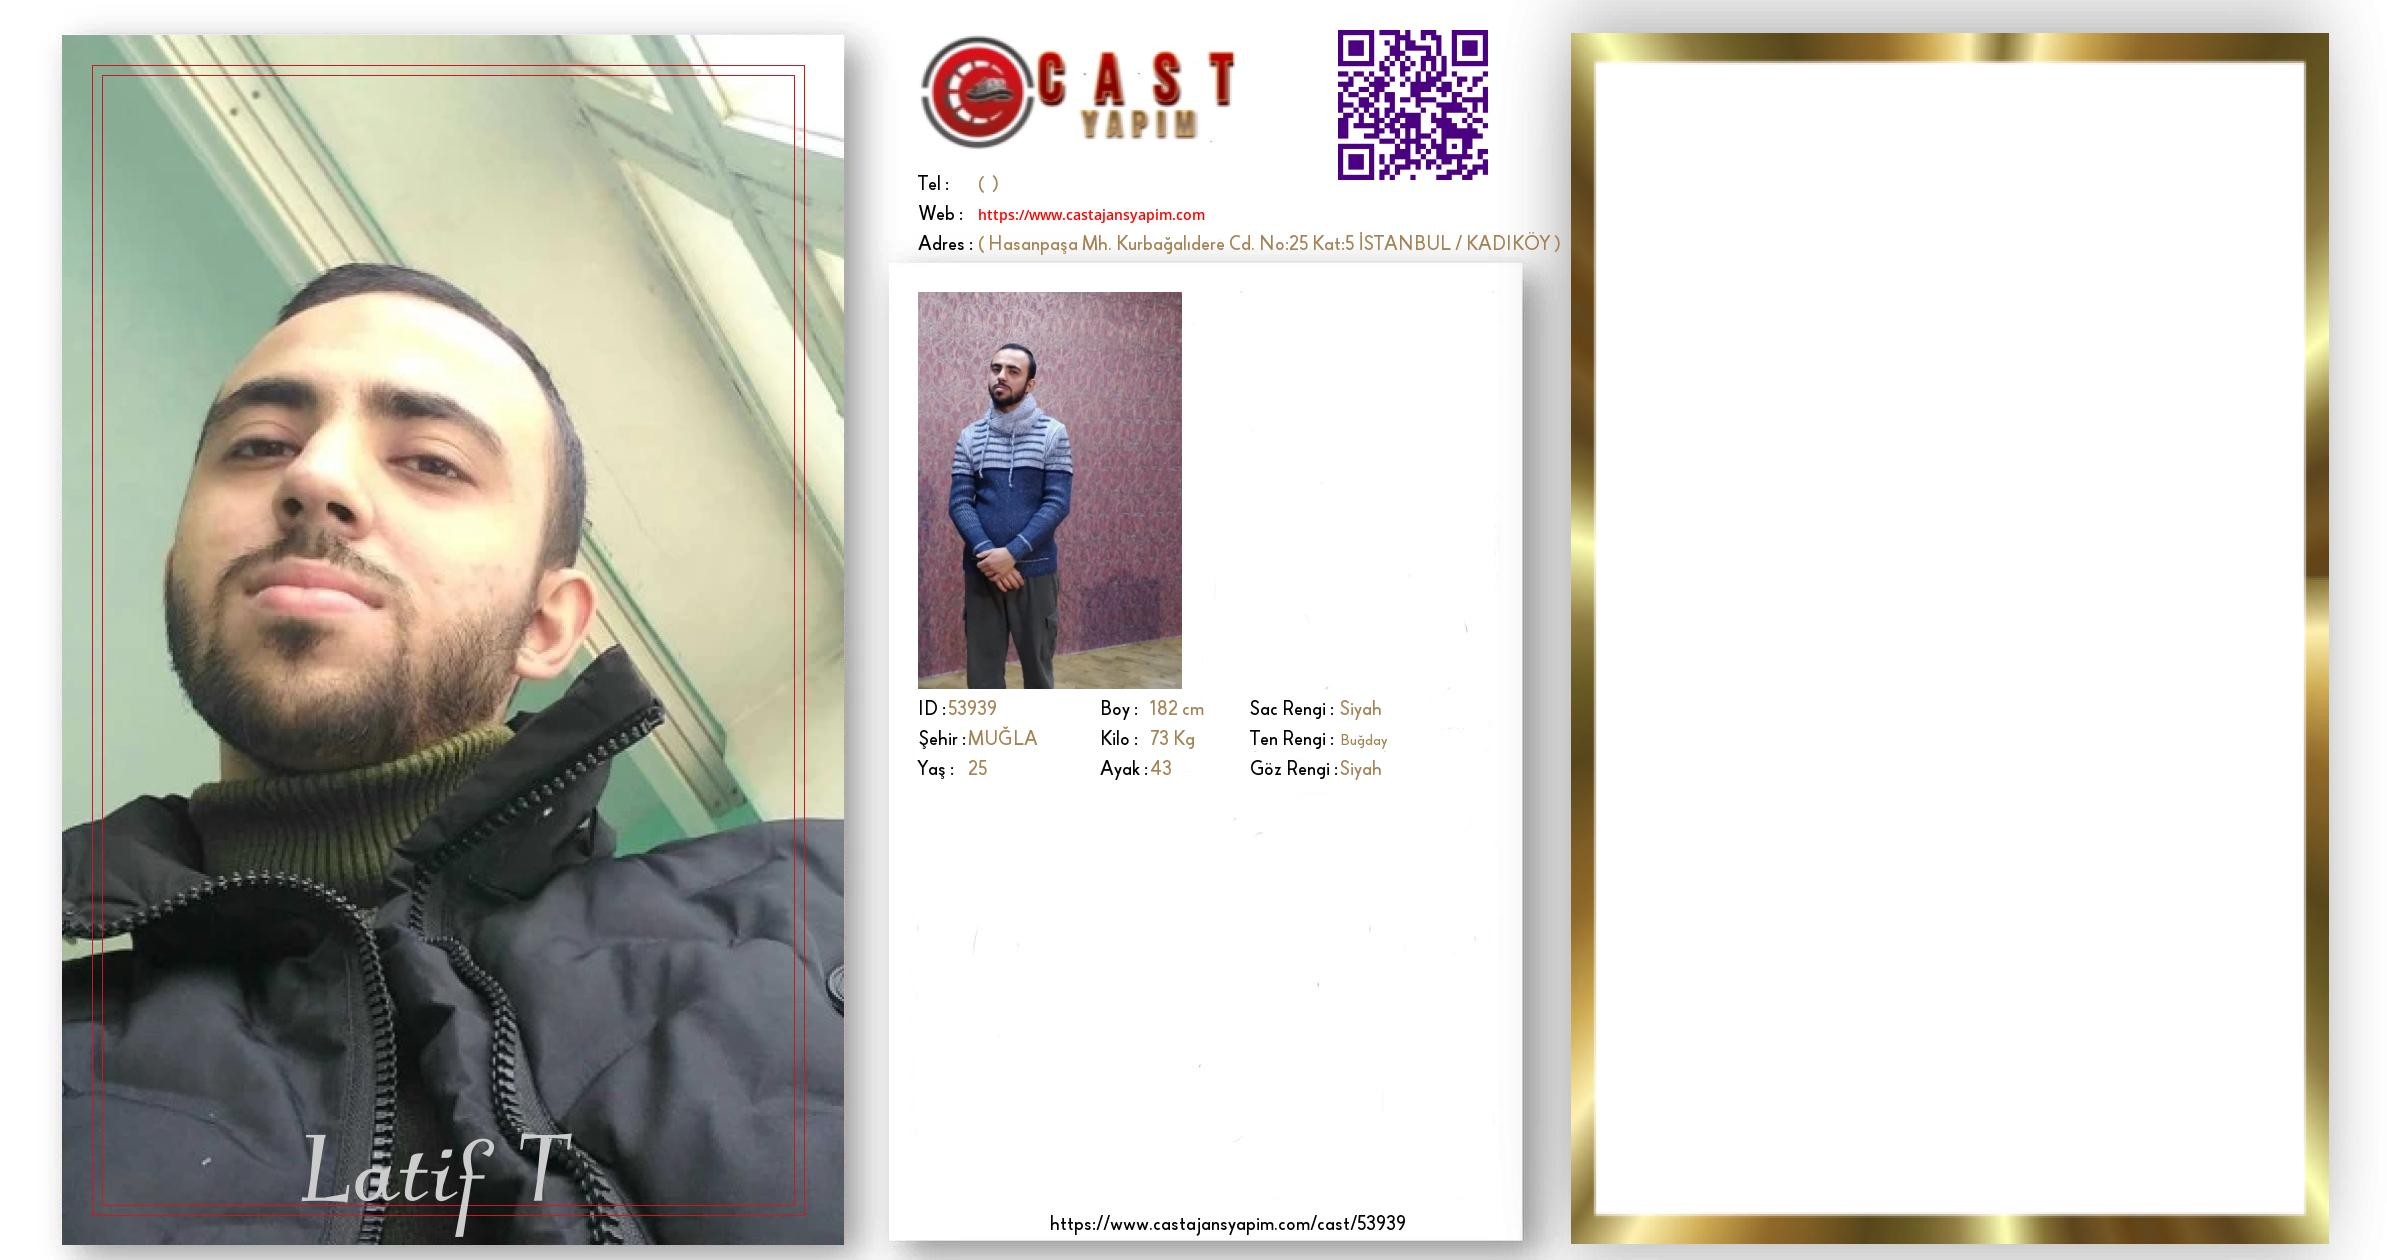 Latif T
CAST
YAPIM
Tel : ( )
Web : https://www.castajansyapim.com
Adres : ( Hasanpaşa Mh. Kurbağalıdere Cd. No:25 Kat:5 İSTANBUL / KADIKÖY )
ID : 53939 Boy : 182 cm Sac Rengi : Siyah
Şehir : MUĞLA Kilo : 73 Kg Ten Rengi : Buğday
Yaş : 25 Ayak : 43 Göz Rengi : Siyah
https://www.castajansyapim.com/cast/53939